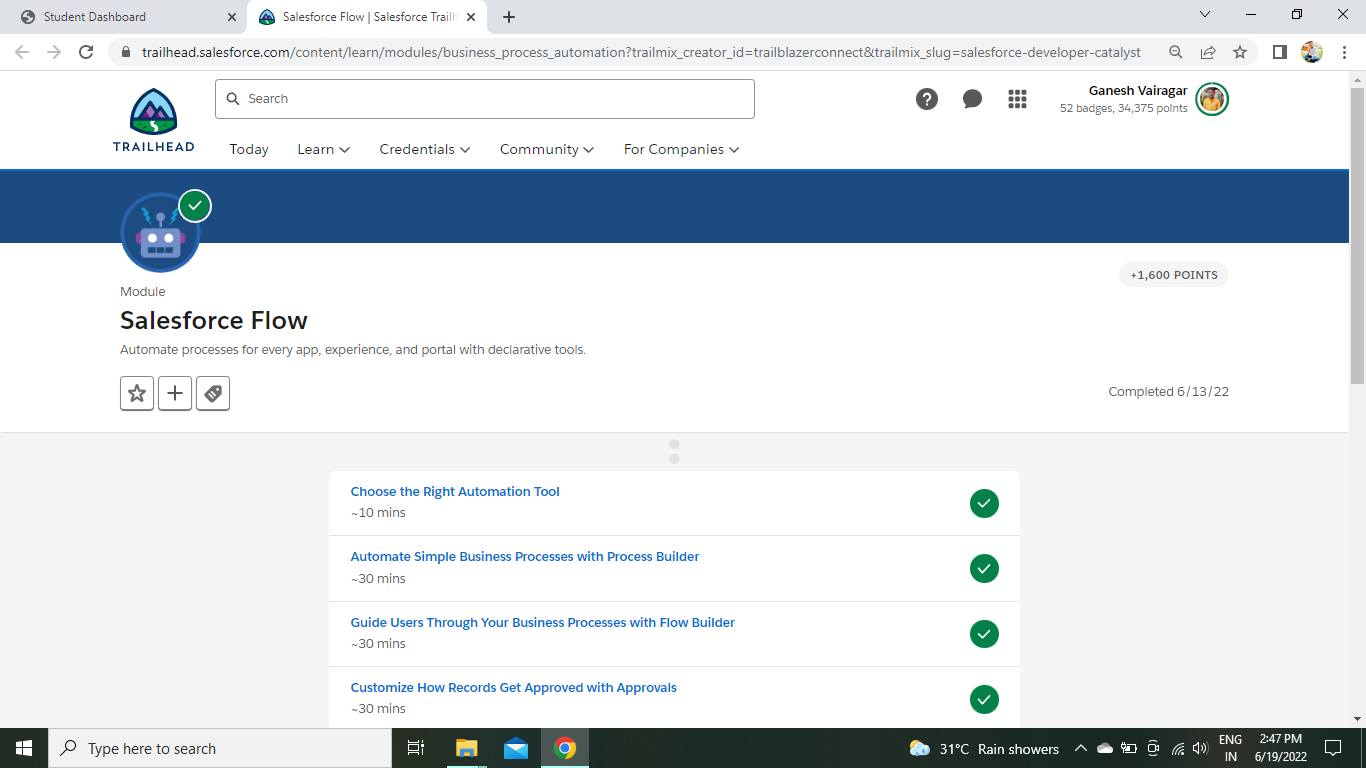 Student Dashboard
Salesforce Flow | Salesforce Trailh
trailhead.salesforce.com/content/learn/modules/business_process_automation?trailmix_creator_id=trailblazerconnect&trailmix_slug=salesforce-developer-catalyst
Search
Ganesh Vairagar
52 badges, 34,375 points
TRAILHEAD
Today Learn Credentials Community For Companies
+1,600 POINTS
Module
Salesforce Flow
Automate processes for every app, experience, and portal with declarative tools.
Completed 6/13/22
Choose the Right Automation Tool
~10 mins
Automate Simple Business Processes with Process Builder
~30 mins
Guide Users Through Your Business Processes with Flow Builder
~30 mins
Customize How Records Get Approved with Approvals
~30 mins
Type here to search
31°C Rain showers
ENG
IN
2:47 PM
6/19/2022